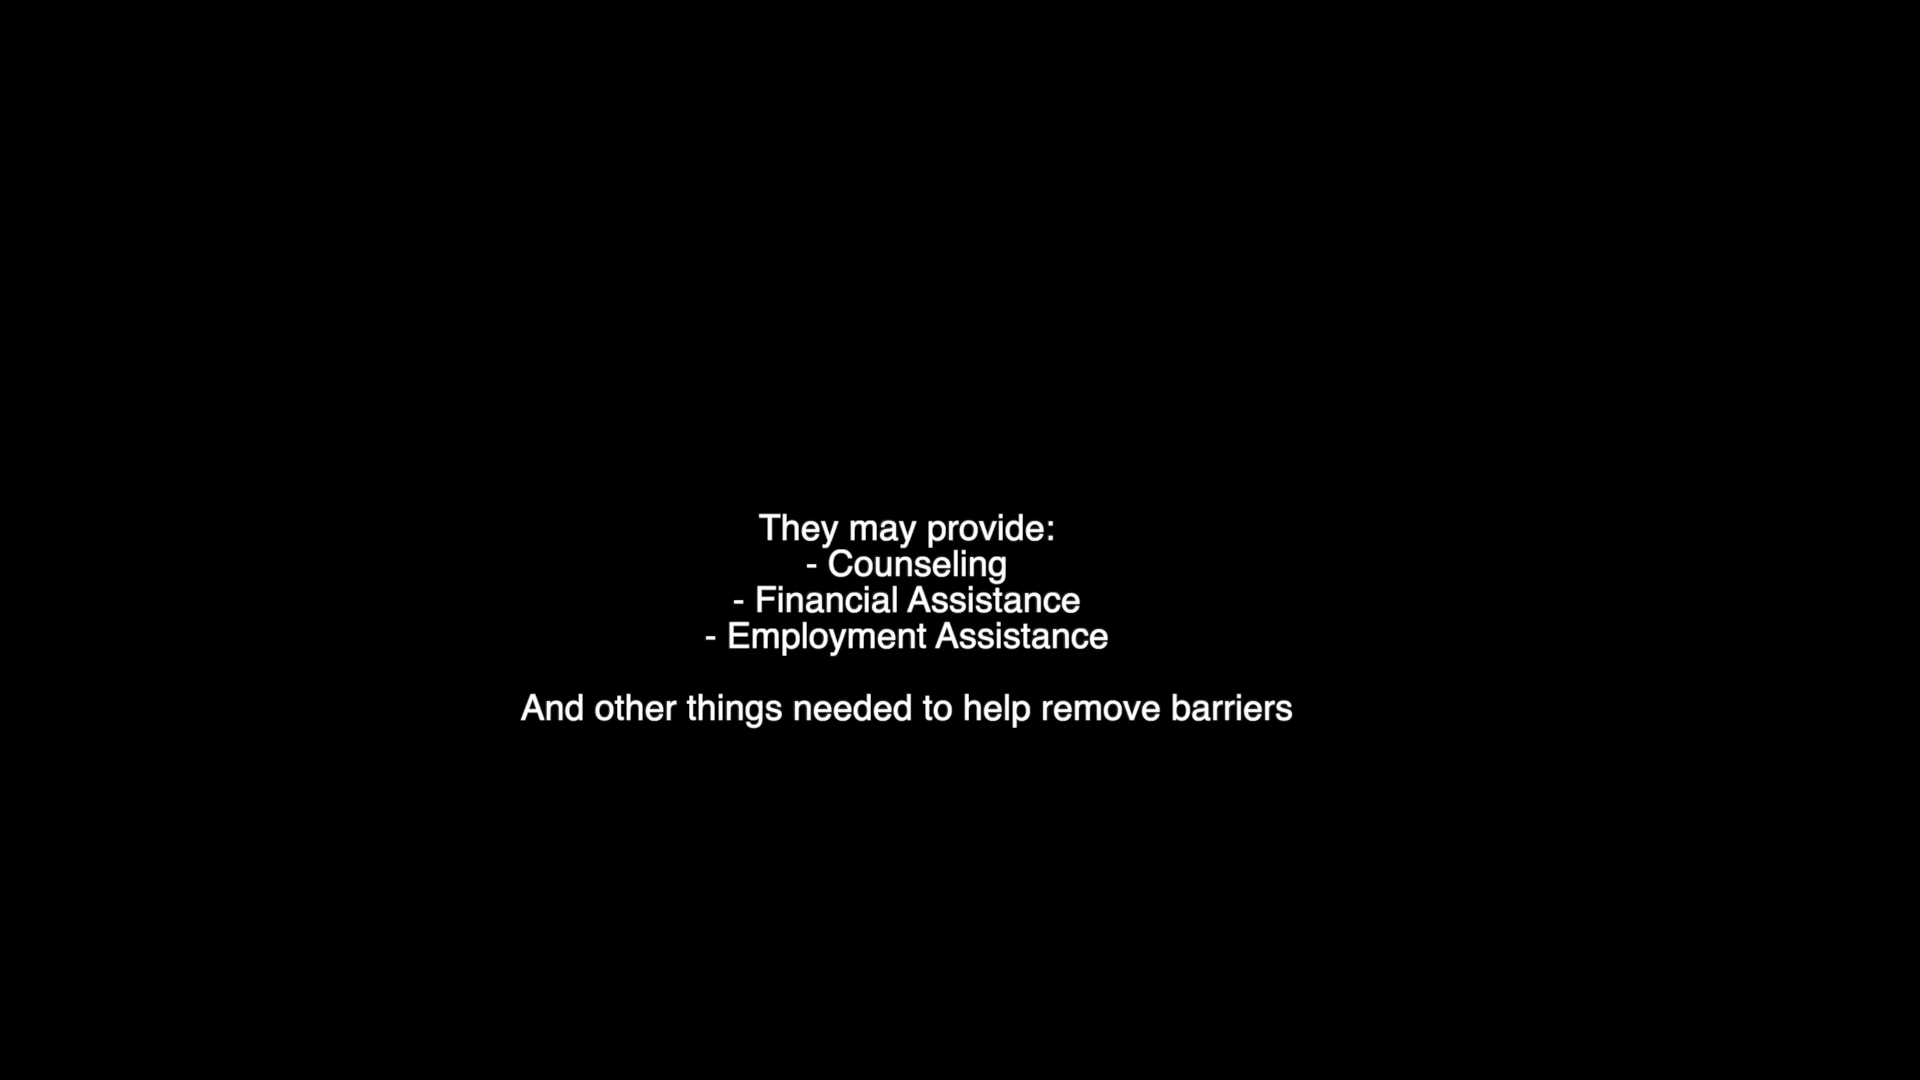 They may provide:
- Counseling
- Financial Assistance
- Employment Assistance
And other things needed to help remove barriers